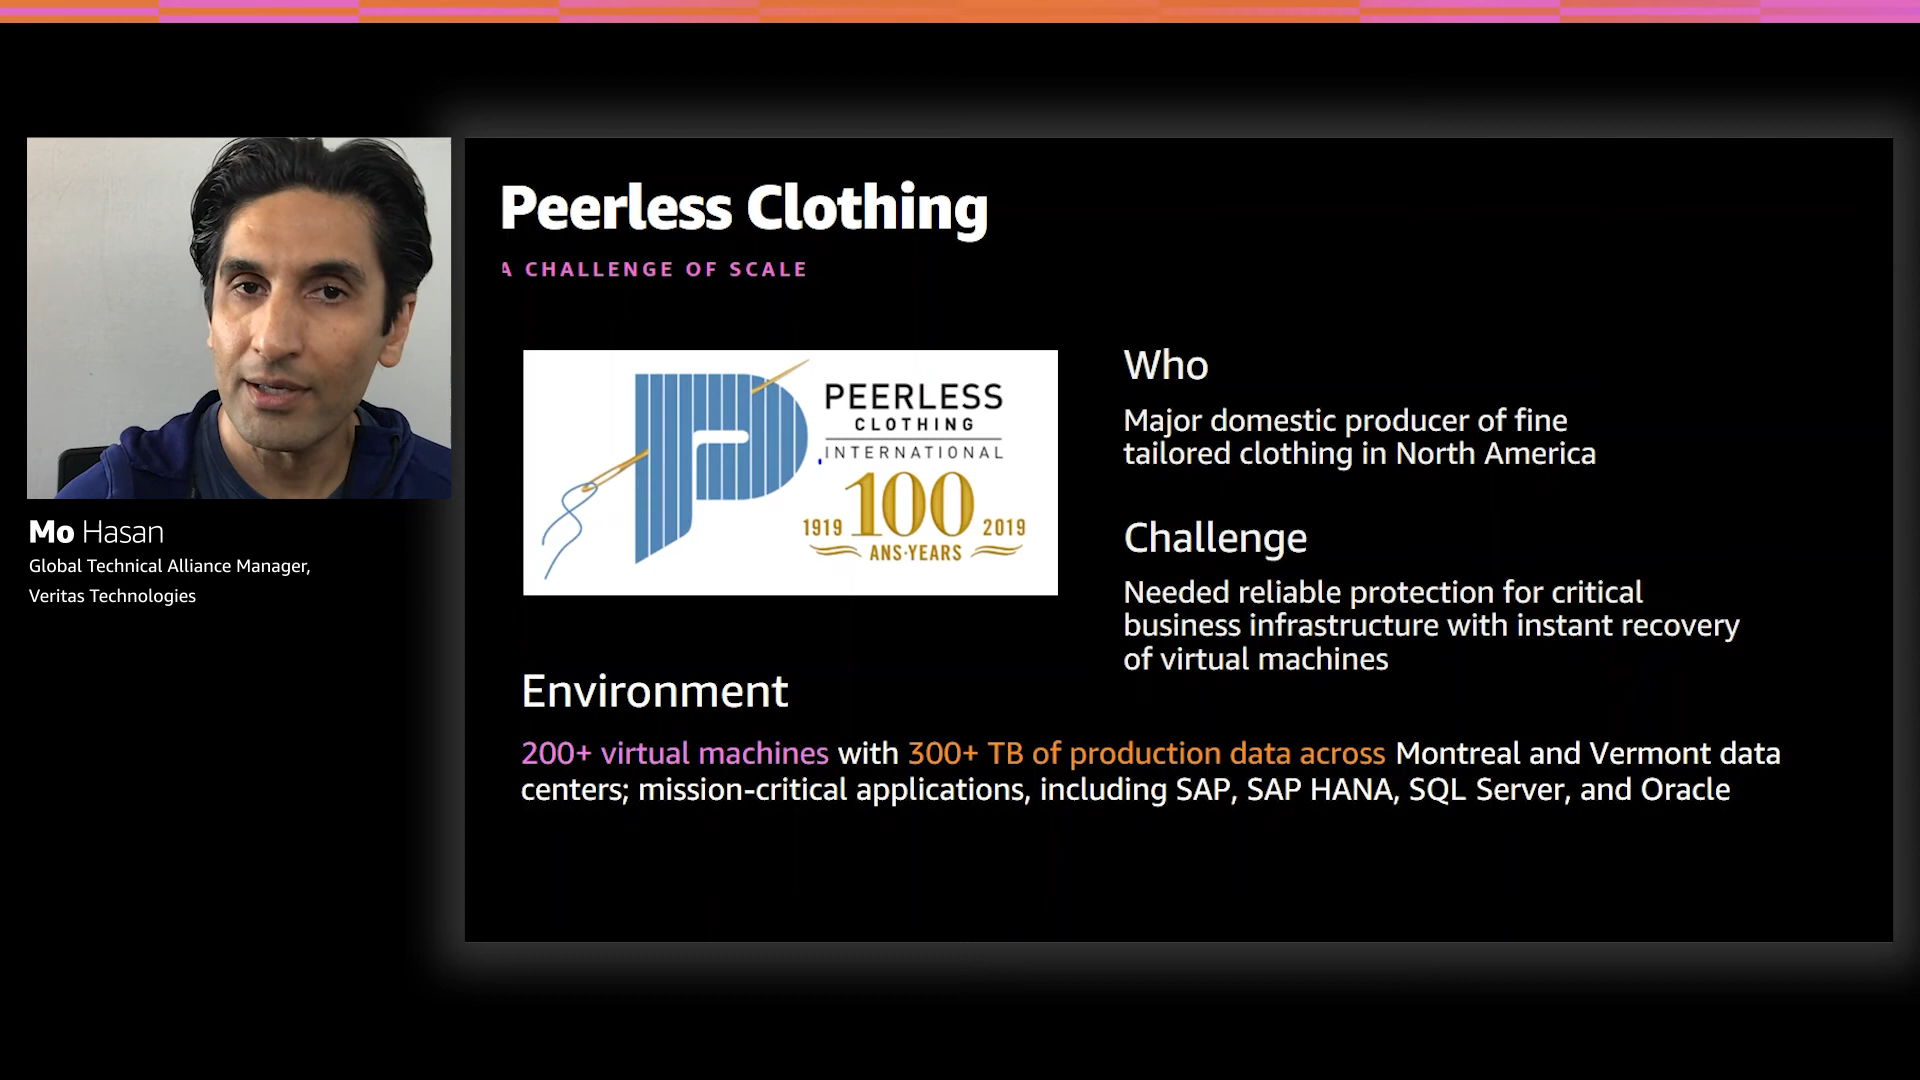 Peerless Clothing
A CHALLENGE OF SCALE
PEERLESS
CLOTHING
INTERNATIONAL
1919 100 2019
ANS·YEARS
Who
Major domestic producer of fine
tailored clothing in North America
Challenge
Needed reliable protection for critical
business infrastructure with instant recovery
of virtual machines
Environment
200+ virtual machines with 300+ TB of production data across Montreal and Vermont data
centers; mission-critical applications, including SAP, SAP HANA, SQL Server, and Oracle
Mo Hasan
Global Technical Alliance Manager,
Veritas Technologies